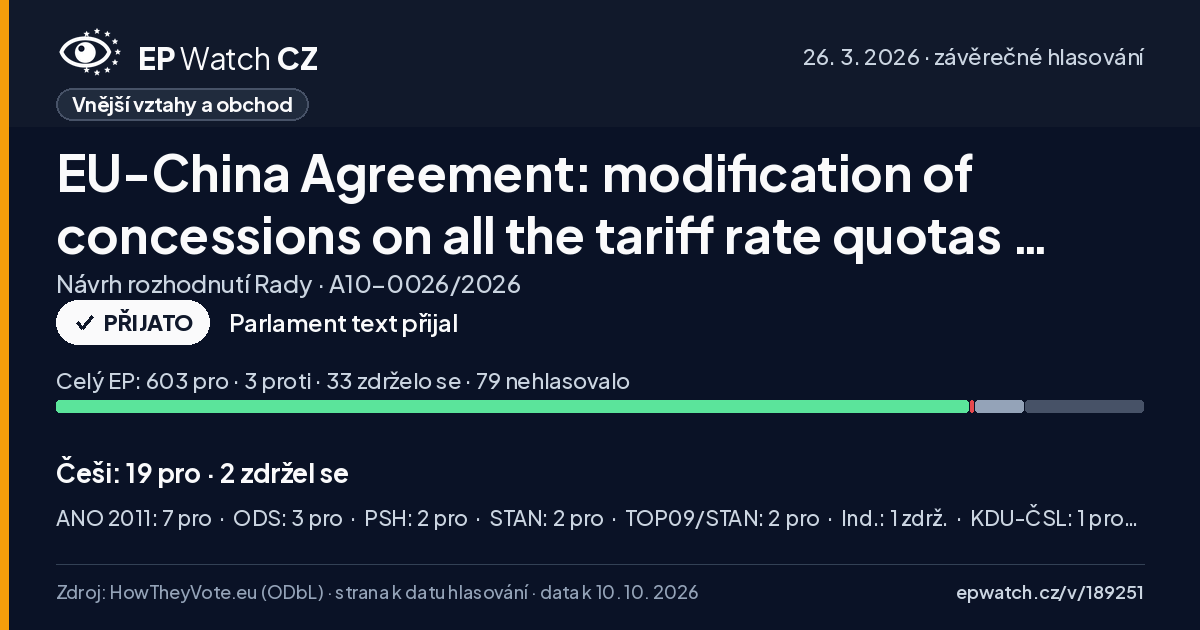 EP Watch CZ
26. 3. 2026 · závěrečné hlasování
Vnější vztahy a obchod
EU-China Agreement: modification of
concessions on all the tariff rate quotas …
Návrh rozhodnutí Rady · A10-0026/2026
✓ PŘIJATO Parlament text přijal
Celý EP: 603 pro · 3 proti · 33 zdrželo se · 79 nehlasovalo
Češi: 19 pro · 2 zdržel se
ANO 2011: 7 pro · ODS: 3 pro · PSH: 2 pro · STAN: 2 pro · TOP09/STAN: 2 pro · Ind.: 1 zdrž. · KDU-ČSL: 1 pro…
Zdroj: HowTheyVote.eu (ODbL) · strana k datu hlasování · data k 10. 10. 2026
epwatch.cz/v/189251